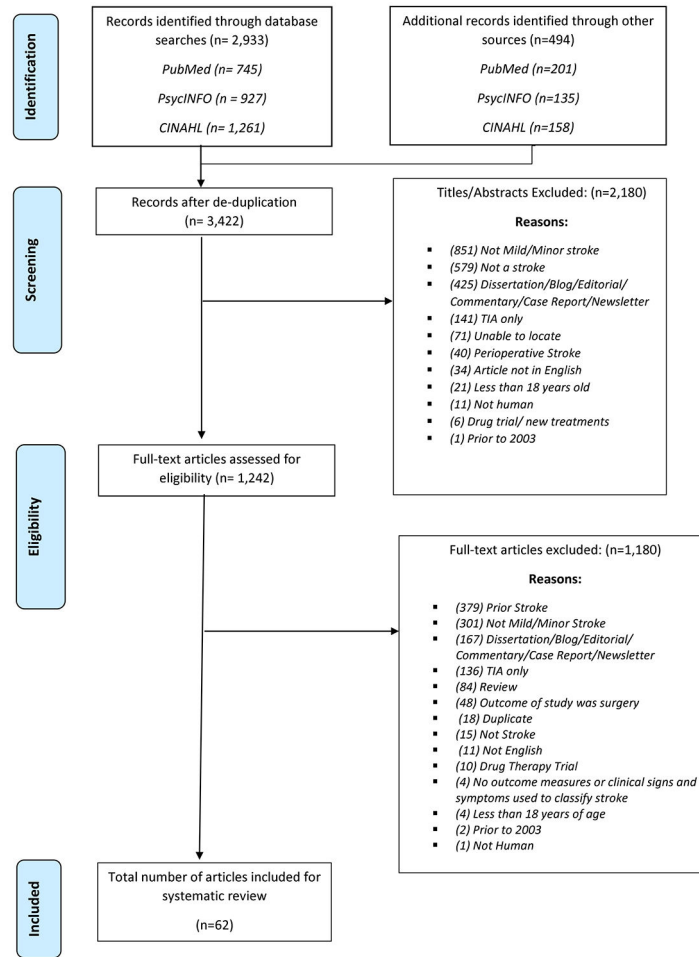 Identification
Records identified through database
searches (n= 2,933)
PubMed (n= 745)
PsycINFO (n = 927)
CINAHL (n= 1,261)
Additional records identified through other
sources (n=494)
PubMed (n=201)
PsycINFO (n=135)
CINAHL (n=158)
Screening
Records after de-duplication
(n= 3,422)
Titles/Abstracts Excluded: (n=2,180)
Reasons:
▪ (851) Not Mild/Minor stroke
▪ (579) Not a stroke
▪ (425) Dissertation/Blog/Editorial/
Commentary/Case Report/Newsletter
▪ (141) TIA only
▪ (71) Unable to locate
▪ (40) Perioperative Stroke
▪ (34) Article not in English
▪ (21) Less than 18 years old
▪ (11) Not human
▪ (6) Drug trial/ new treatments
▪ (1) Prior to 2003
Eligibility
Full-text articles assessed for
eligibility (n= 1,242)
Full-text articles excluded: (n=1,180)
Reasons:
▪ (379) Prior Stroke
▪ (301) Not Mild/Minor Stroke
▪ (167) Dissertation/Blog/Editorial/
Commentary/Case Report/Newsletter
▪ (136) TIA only
▪ (84) Review
▪ (48) Outcome of study was surgery
▪ (18) Duplicate
▪ (15) Not Stroke
▪ (11) Not English
▪ (10) Drug Therapy Trial
▪ (4) No outcome measures or clinical signs and
symptoms used to classify stroke
▪ (4) Less than 18 years of age
▪ (2) Prior to 2003
▪ (1) Not Human
Included
Total number of articles included for
systematic review
(n=62)